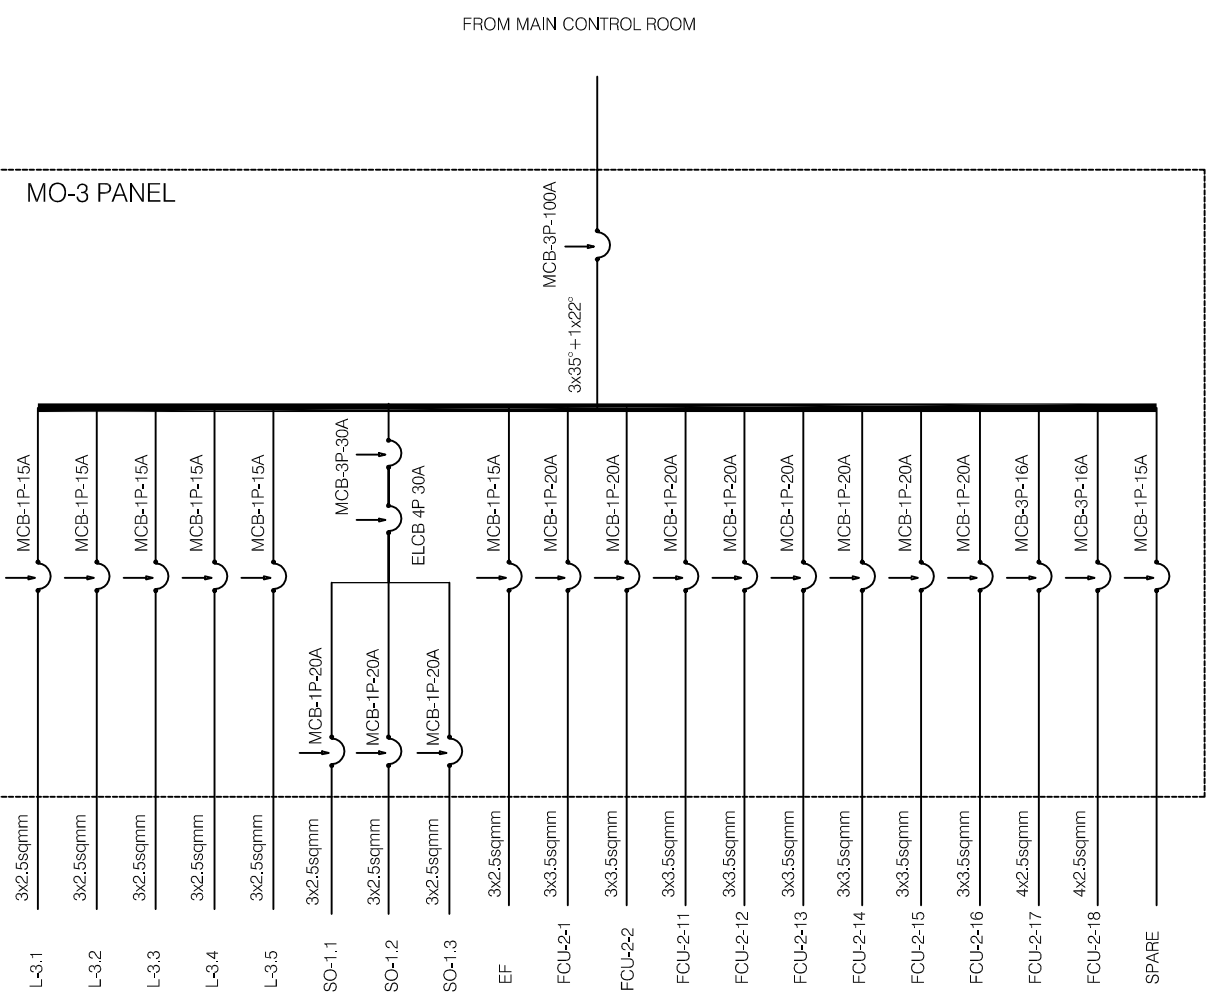 FROM MAIN CONTROL ROOM
MO-3 PANEL
MCB-3P-100A
3x35°+1x22°
MCB-1P-15A
MCB-1P-15A
MCB-1P-15A
MCB-1P-15A
MCB-1P-15A
MCB-3P-30A
ELCB 4P 30A
MCB-1P-15A
MCB-1P-20A
MCB-1P-20A
MCB-1P-20A
MCB-1P-20A
MCB-1P-20A
MCB-1P-20A
MCB-1P-20A
MCB-1P-20A
MCB-3P-16A
MCB-3P-16A
MCB-1P-15A
MCB-1P-20A
MCB-1P-20A
MCB-1P-20A
3x2.5sqmm
3x2.5sqmm
3x2.5sqmm
3x2.5sqmm
3x2.5sqmm
3x2.5sqmm
3x2.5sqmm
3x2.5sqmm
3x2.5sqmm
3x3.5sqmm
3x3.5sqmm
3x3.5sqmm
3x3.5sqmm
3x3.5sqmm
3x3.5sqmm
3x3.5sqmm
3x3.5sqmm
4x2.5sqmm
4x2.5sqmm
L-3.1
L-3.2
L-3.3
L-3.4
L-3.5
SO-1.1
SO-1.2
SO-1.3
EF
FCU-2-1
FCU-2-2
FCU-2-11
FCU-2-12
FCU-2-13
FCU-2-14
FCU-2-15
FCU-2-16
FCU-2-17
FCU-2-18
SPARE